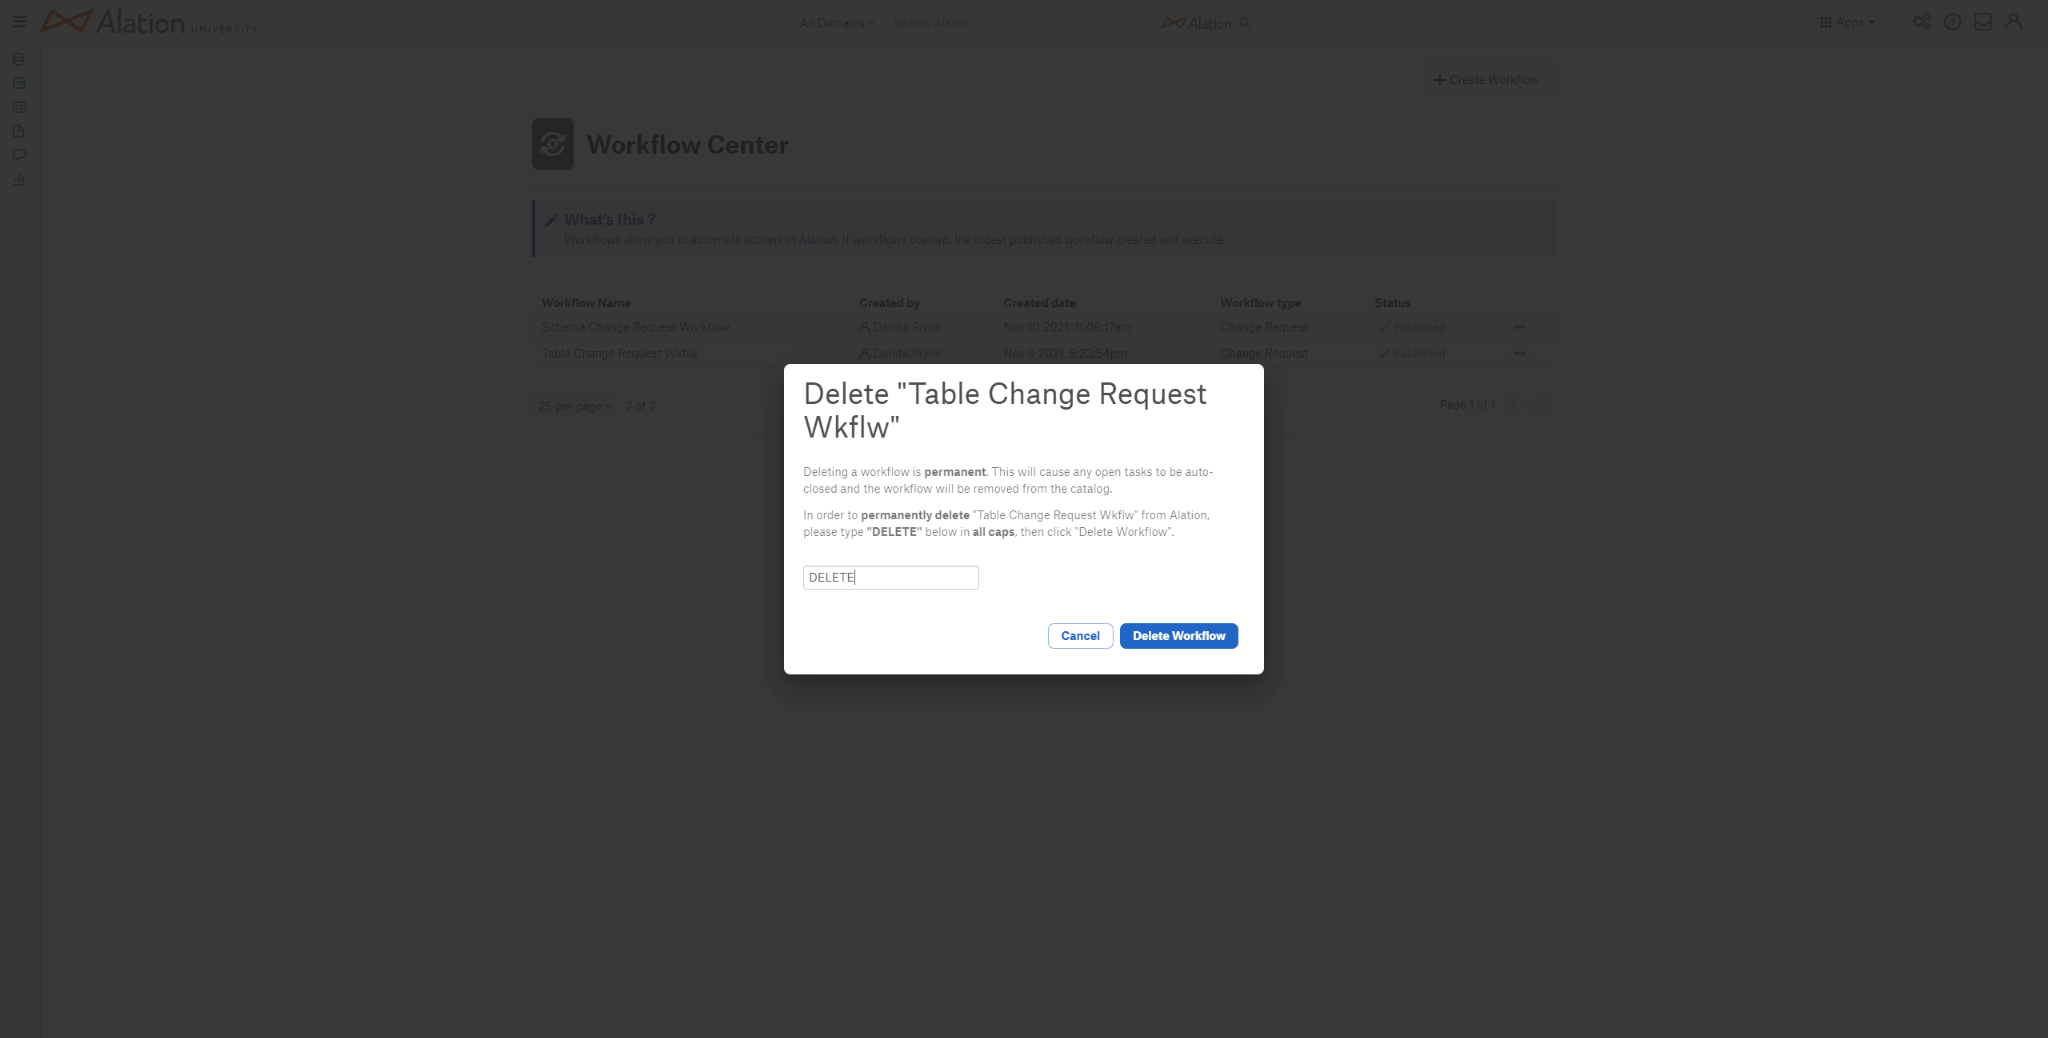 Alation UNIVERSITY
All Domains
Search Alation
Alation
Apps
Create Workflow
Workflow Center
What's this ?
Workflows allow you to automate actions in Alation. If workflows overlap, the oldest published workflow created will execute.
Workflow Name Created by Created date Workflow type Status
Schema Change Request Workflow Danita Pryce Nov 10 2021, 11:06:17am Change Request Published
Table Change Request Wkflw Danita Pryce Nov 9 2021, 5:23:54pm Change Request Published
25 per page 2 of 2 Page 1 of 1
Delete "Table Change Request
Wkflw"
Deleting a workflow is permanent. This will cause any open tasks to be auto-
closed and the workflow will be removed from the catalog.
In order to permanently delete "Table Change Request Wkflw" from Alation,
please type "DELETE" below in all caps, then click "Delete Workflow".
DELETE
Cancel Delete Workflow